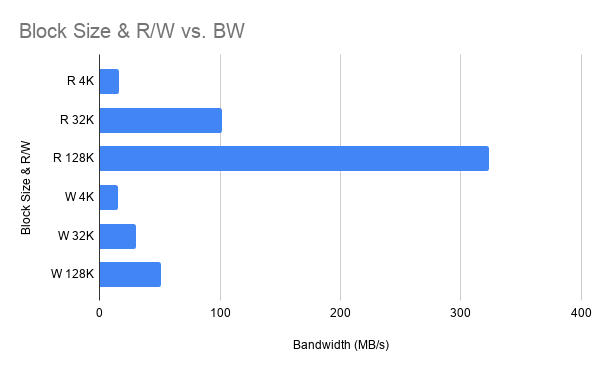 Block Size & R/W vs. BW
Block Size & R/W
R 4K
R 32K
R 128K
W 4K
W 32K
W 128K
0 100 200 300 400
Bandwidth (MB/s)